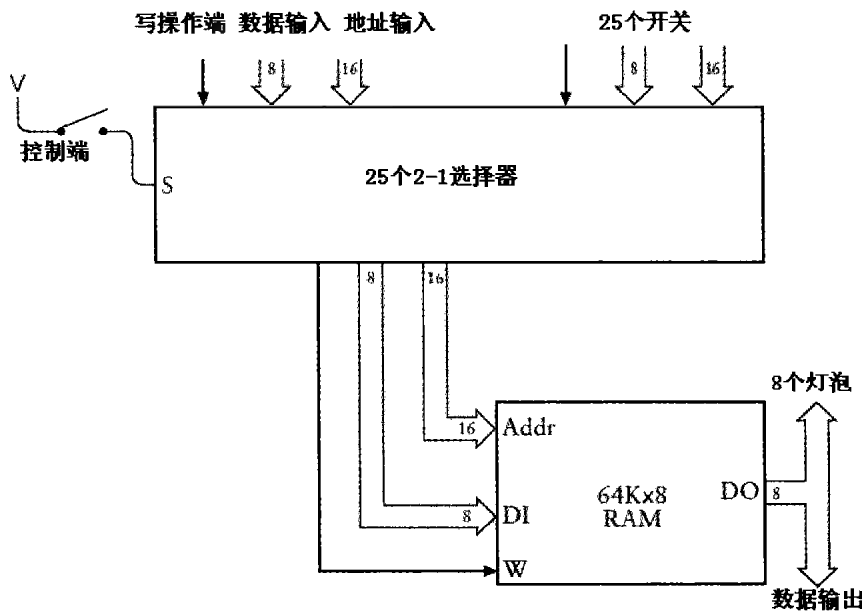 写操作端 数据输入 地址输入
25个开关
8
16
8
16
V
控制端
S
25个2-1选择器
8
16
8个灯泡
16
Addr
64K×8
RAM
DO
8
8
DI
W
数据输出